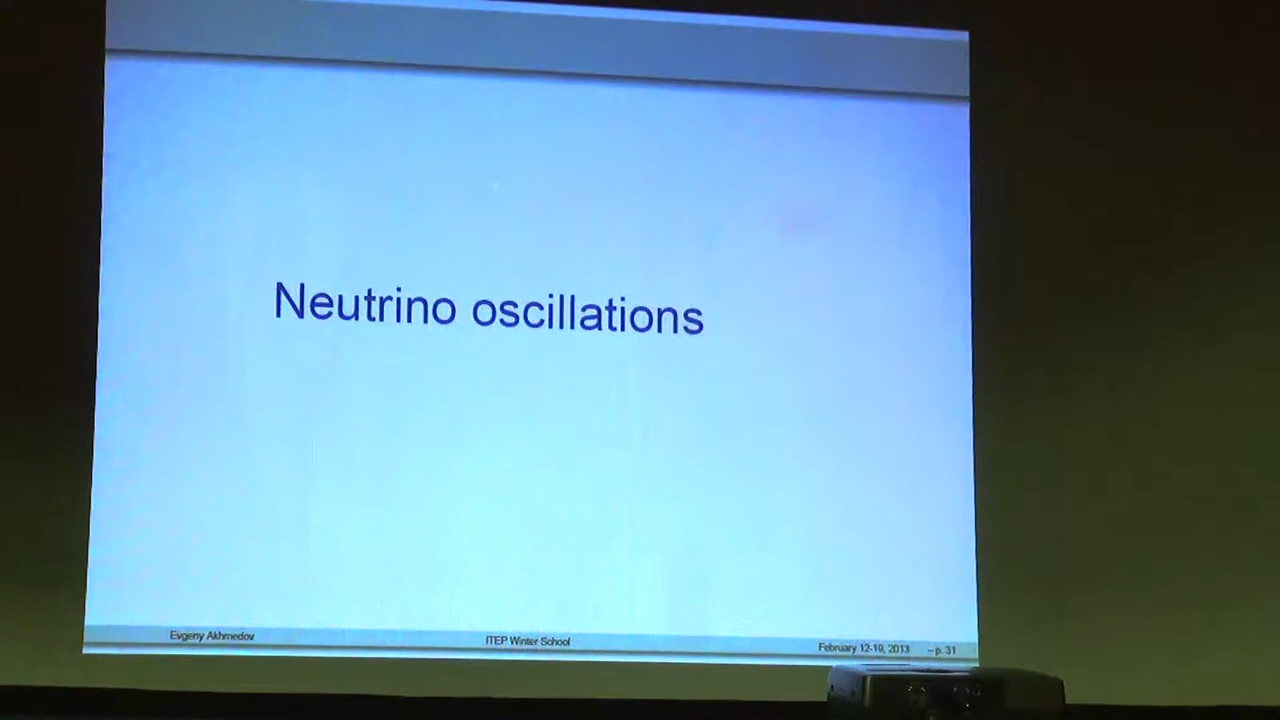 Neutrino oscillations
Evgeny Akhmedov
ITEP Winter School
February 12-19, 2013
– p. 31